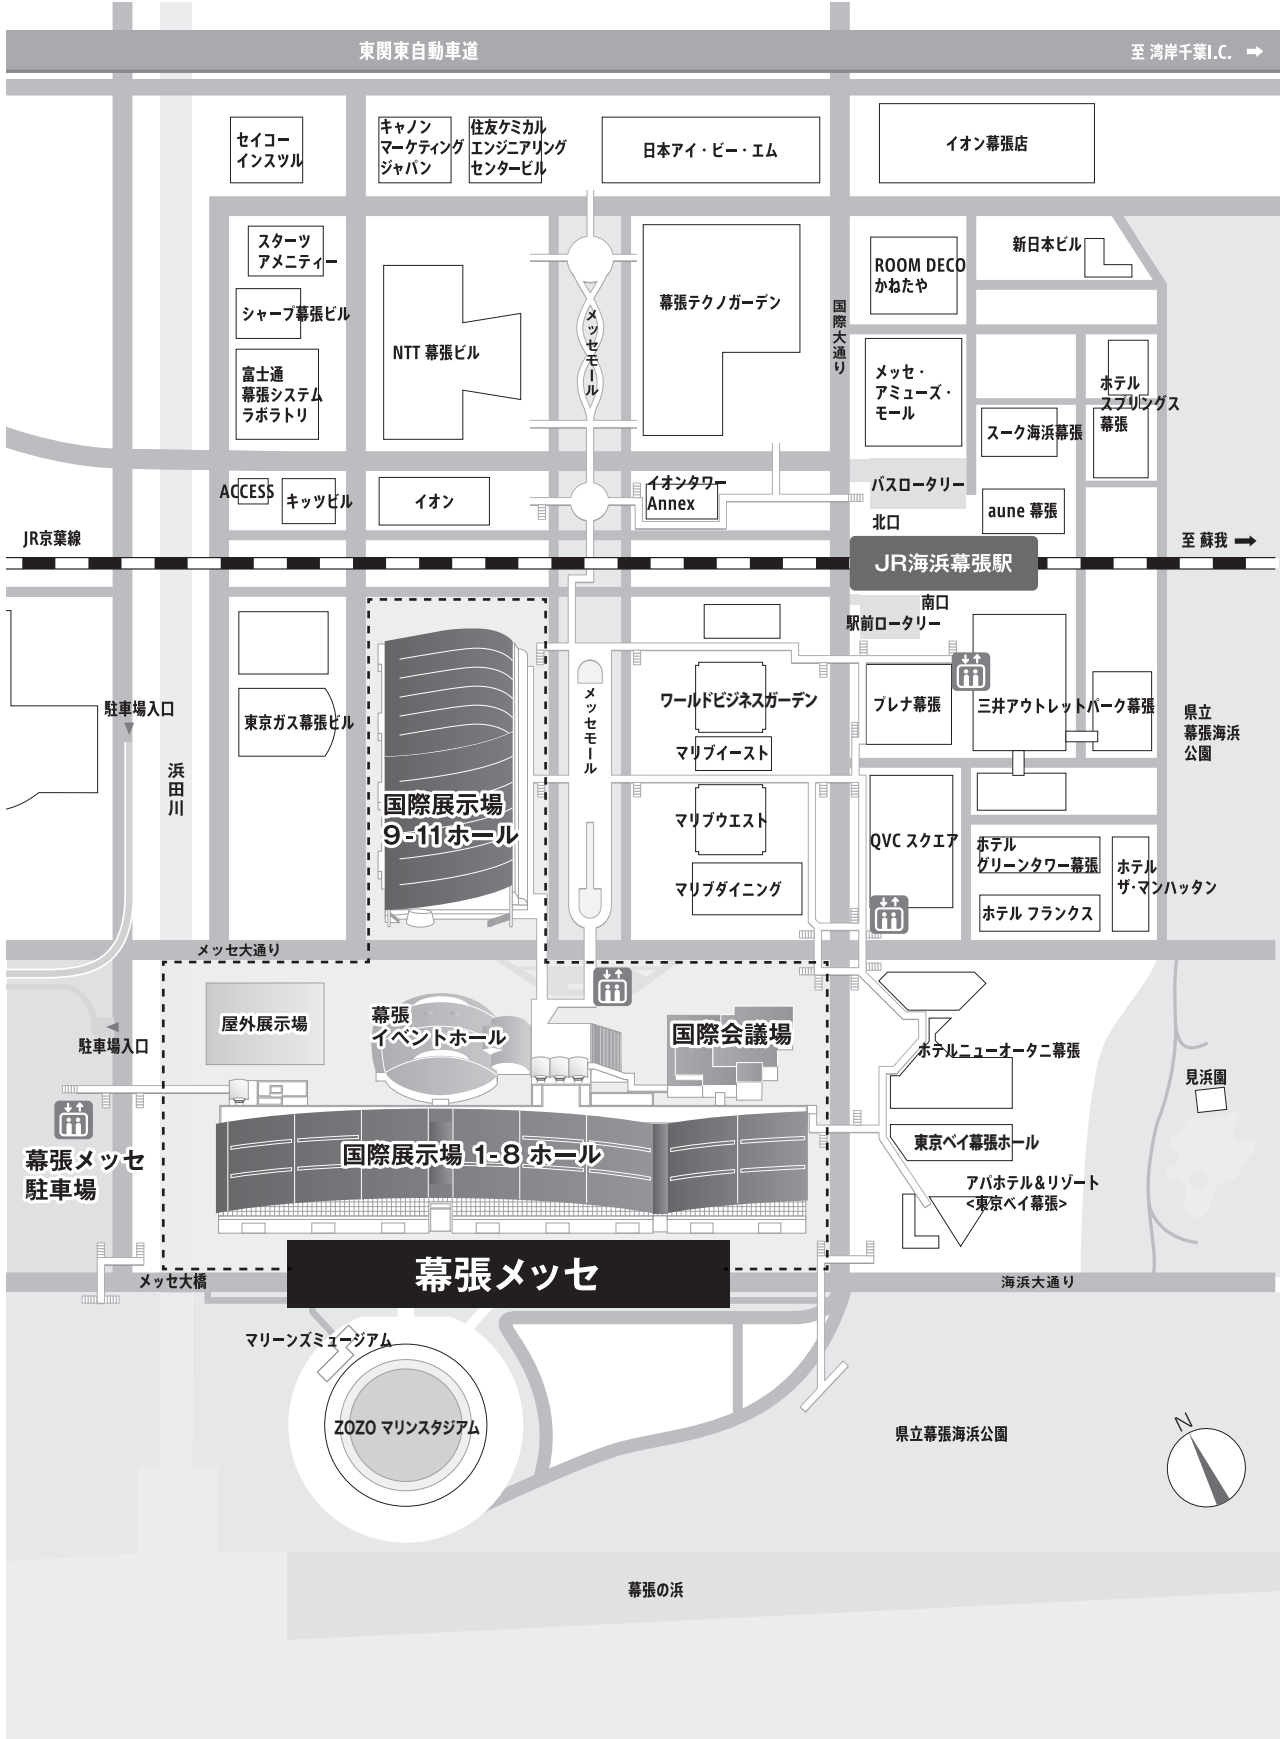 東関東自動車道
至 湾岸千葉I.C.
セイコー
インスツル
キャノン
マーケティング
ジャパン
住友ケミカル
エンジニアリング
センタービル
日本アイ・ビー・エム
イオン幕張店
スターツ
アメニティー
シャープ幕張ビル
富士通
幕張システム
ラボラトリ
NTT 幕張ビル
メッセモール
幕張テクノガーデン
国際大通り
ROOM DECO
かねたや
新日本ビル
メッセ・
アミューズ・
モール
ホテル
スプリングス
幕張
スーク海浜幕張
ACCESS
キッツビル
イオン
イオンタワー
Annex
バスロータリー
北口
aune 幕張
JR京葉線
JR海浜幕張駅
至 蘇我
南口
駅前ロータリー
駐車場入口
浜田川
東京ガス幕張ビル
国際展示場
9-11ホール
メッセモール
ワールドビジネスガーデン
マリブイースト
マリブウエスト
マリブダイニング
プレナ幕張
三井アウトレットパーク幕張
県立
幕張海浜
公園
QVC スクエア
ホテル
グリーンタワー幕張
ホテル フランクス
ホテル
ザ・マンハッタン
メッセ大通り
屋外展示場
幕張
イベントホール
国際会議場
駐車場入口
ホテルニューオータニ幕張
見浜園
幕張メッセ
駐車場
国際展示場 1-8 ホール
東京ベイ幕張ホール
アパホテル&リゾート
<東京ベイ幕張>
幕張メッセ
メッセ大橋
海浜大通り
マリーンズミュージアム
ZOZO マリンスタジアム
県立幕張海浜公園
N
幕張の浜